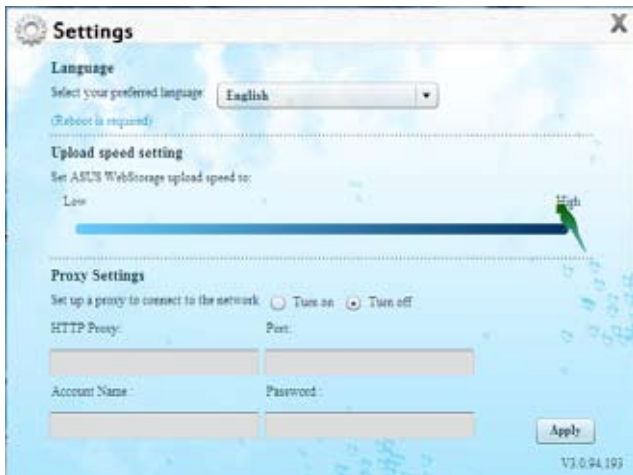 Settings
X
Language
Select your preferred language: English
(Reboot is required)
Upload speed setting
Set ASUS WebStorage upload speed to:
Low High
Proxy Settings
Set up a proxy to connect to the network Turn on Turn off
HTTP Proxy: Port:
Account Name : Password :
Apply
V3.0.94.193